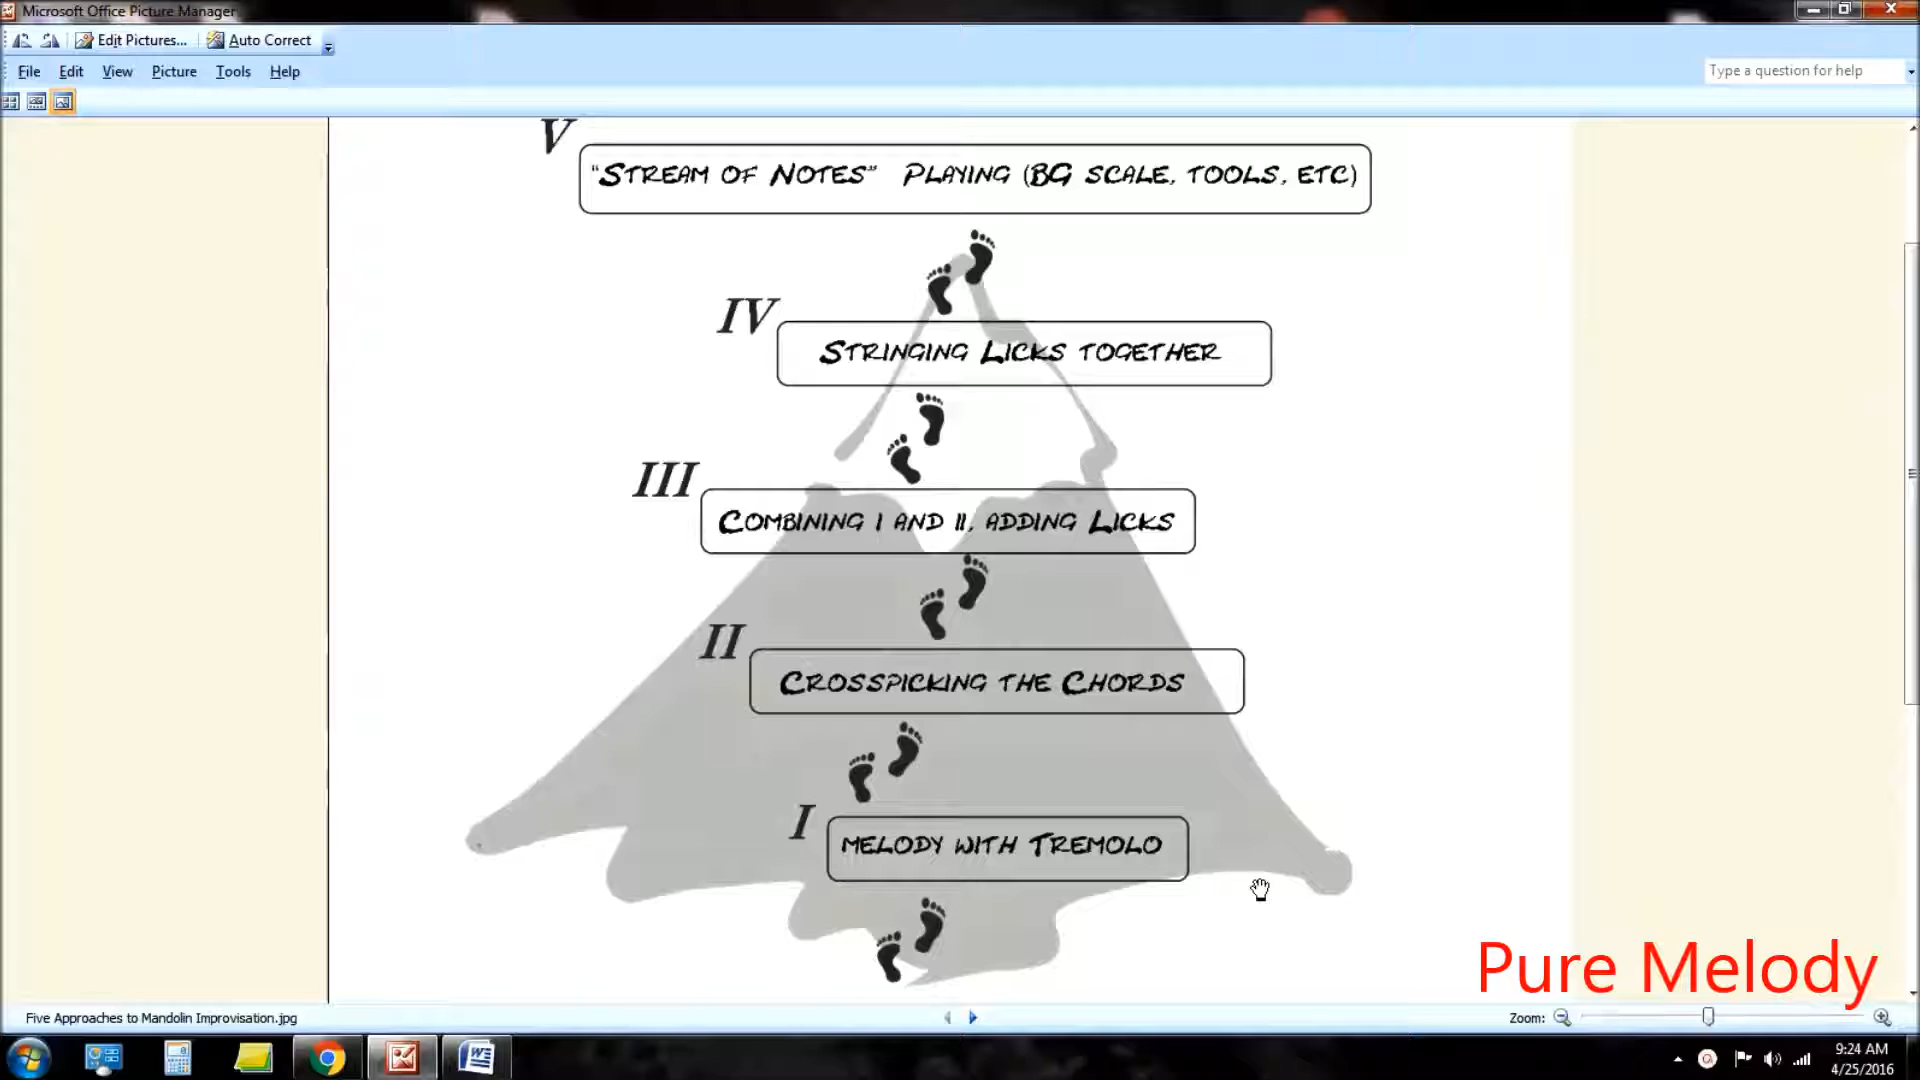 Microsoft Office Picture Manager
Edit Pictures... Auto Correct
File Edit View Picture Tools Help
Type a question for help
V
“STREAM OF NOTES” PLAYING (BG SCALE, TOOLS, ETC)
IV
STRINGING LICKS TOGETHER
III
COMBINING I AND II, ADDING LICKS
II
CROSSPICKING THE CHORDS
I
MELODY WITH TREMOLO
Pure Melody
Five Approaches to Mandolin Improvisation.jpg
Zoom:
9:24 AM
4/25/2016